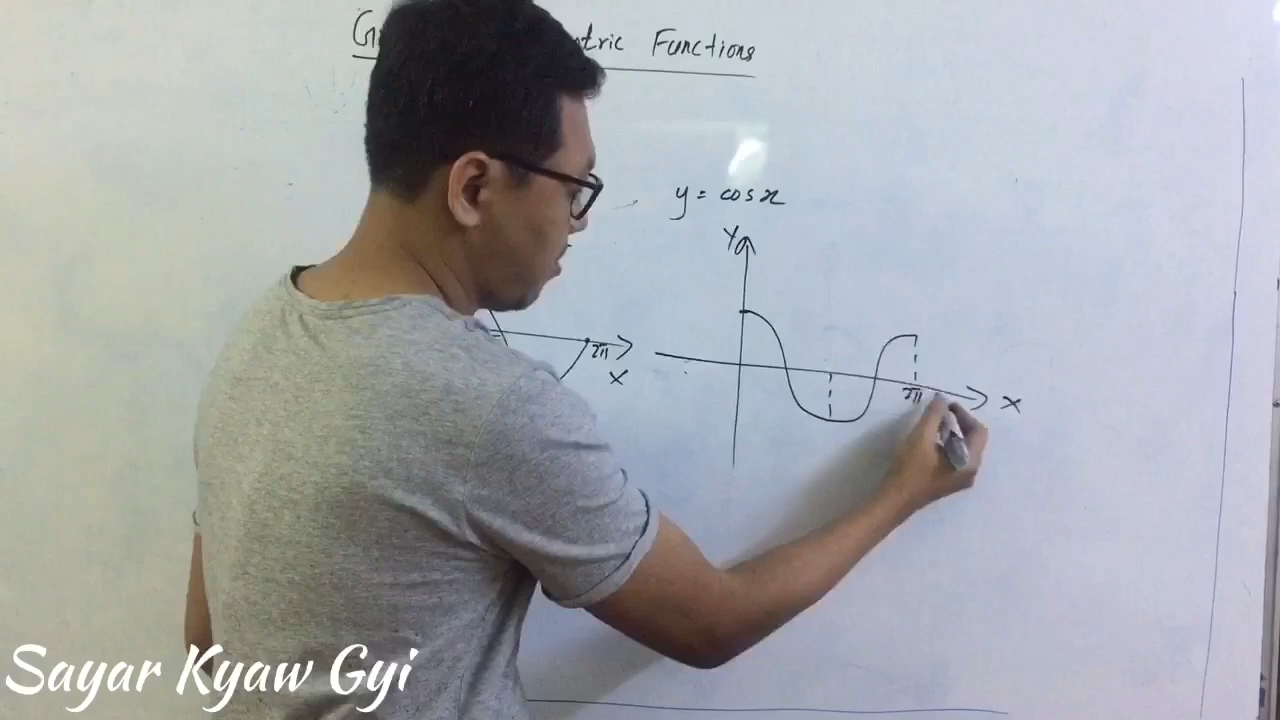 Functions
y = cos x
Y
2π
X
2π
X
Sayar Kyaw Gyi